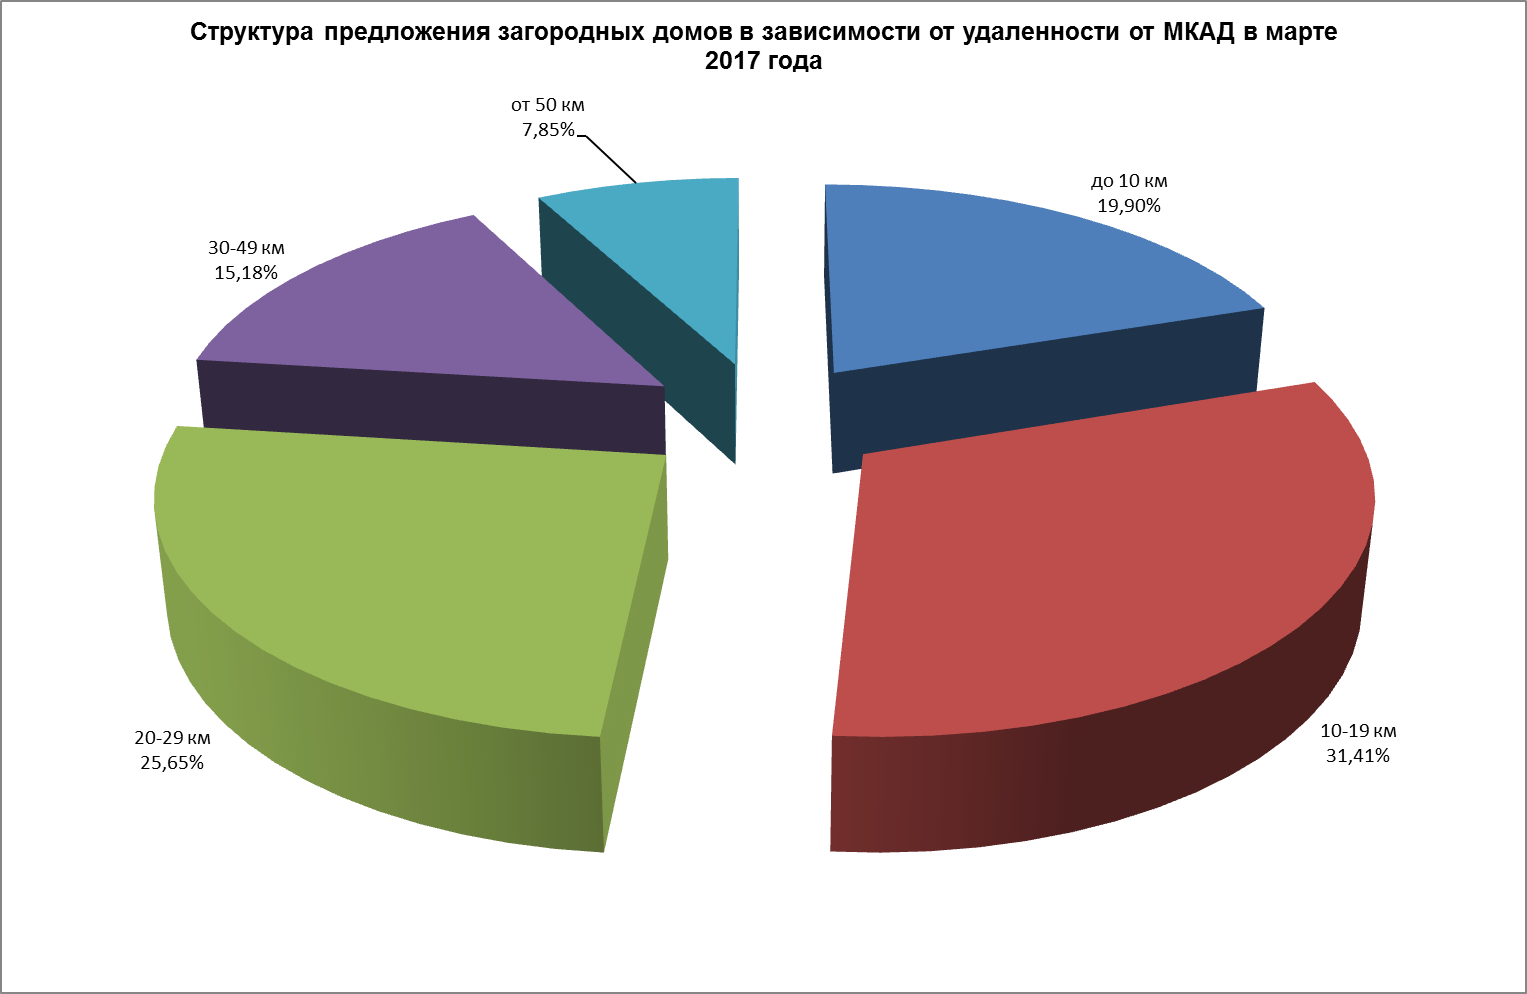 Структура предложения загородных домов в зависимости от удаленности от МКАД в марте
2017 года
от 50 км
7,85%
до 10 км
19,90%
30-49 км
15,18%
20-29 км
25,65%
10-19 км
31,41%